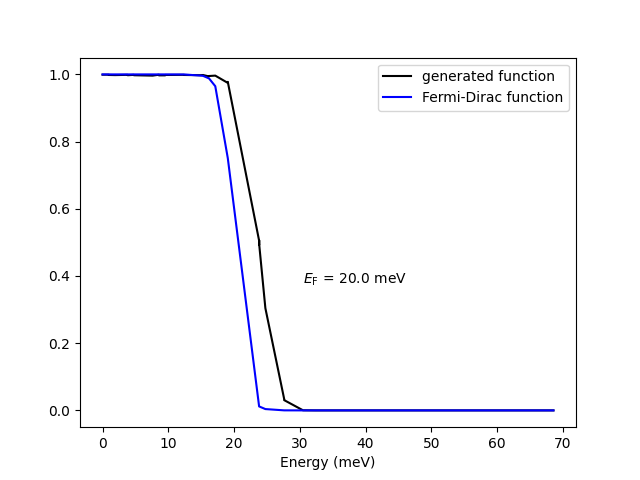 generated function
Fermi-Dirac function
1.0
0.8
0.6
0.4
0.2
0.0
E_F = 20.0 meV
0 10 20 30 40 50 60 70
Energy (meV)